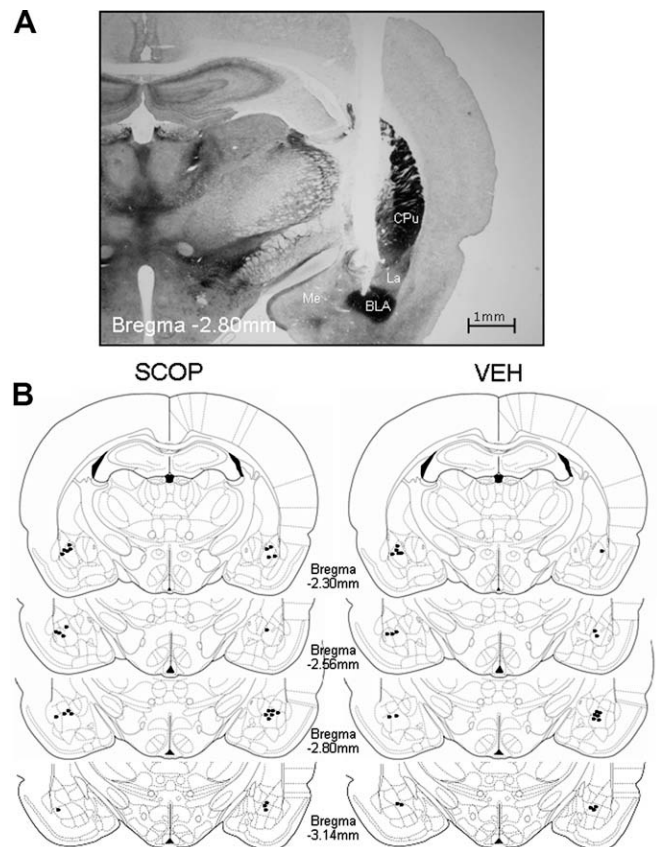 A
CPu
La
Me
BLA
Bregma -2.80mm
1mm
SCOP
VEH
B
Bregma
-2.30mm
Bregma
-2.56mm
Bregma
-2.80mm
Bregma
-3.14mm